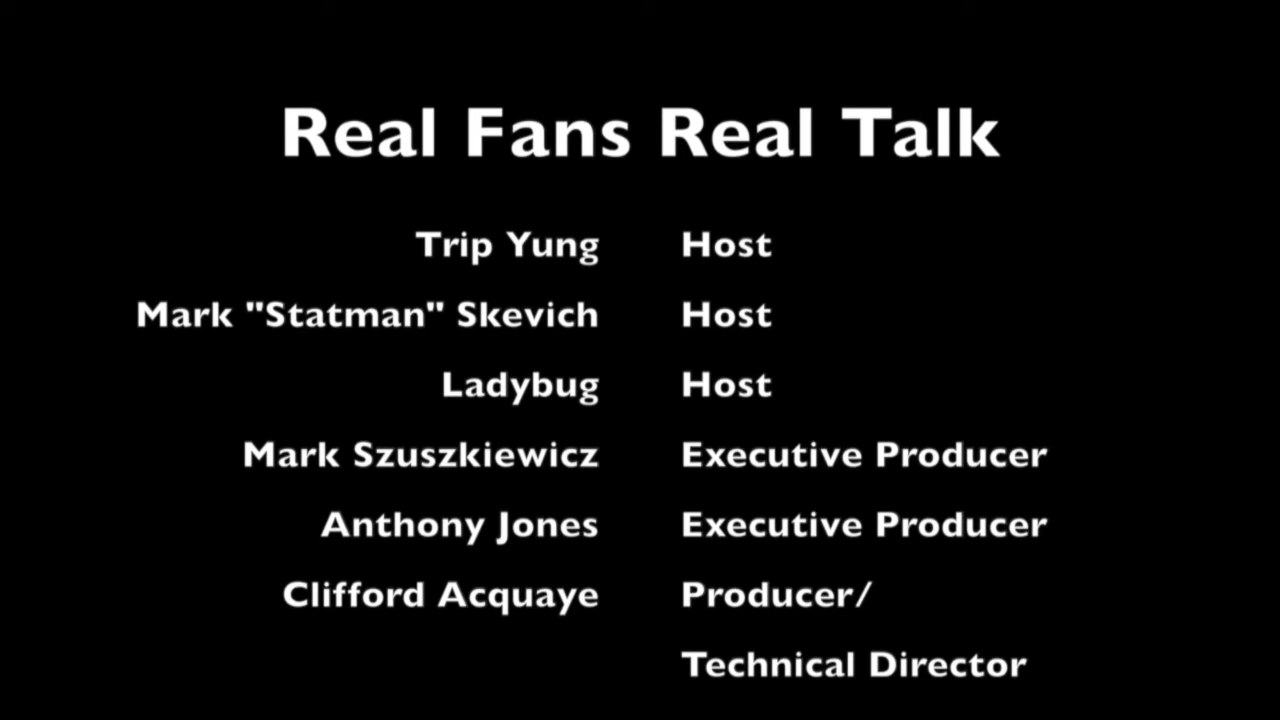 Real Fans Real Talk
Trip Yung Host
Mark "Statman" Skevich Host
Ladybug Host
Mark Szuszkiewicz Executive Producer
Anthony Jones Executive Producer
Clifford Acquaye Producer/
Technical Director